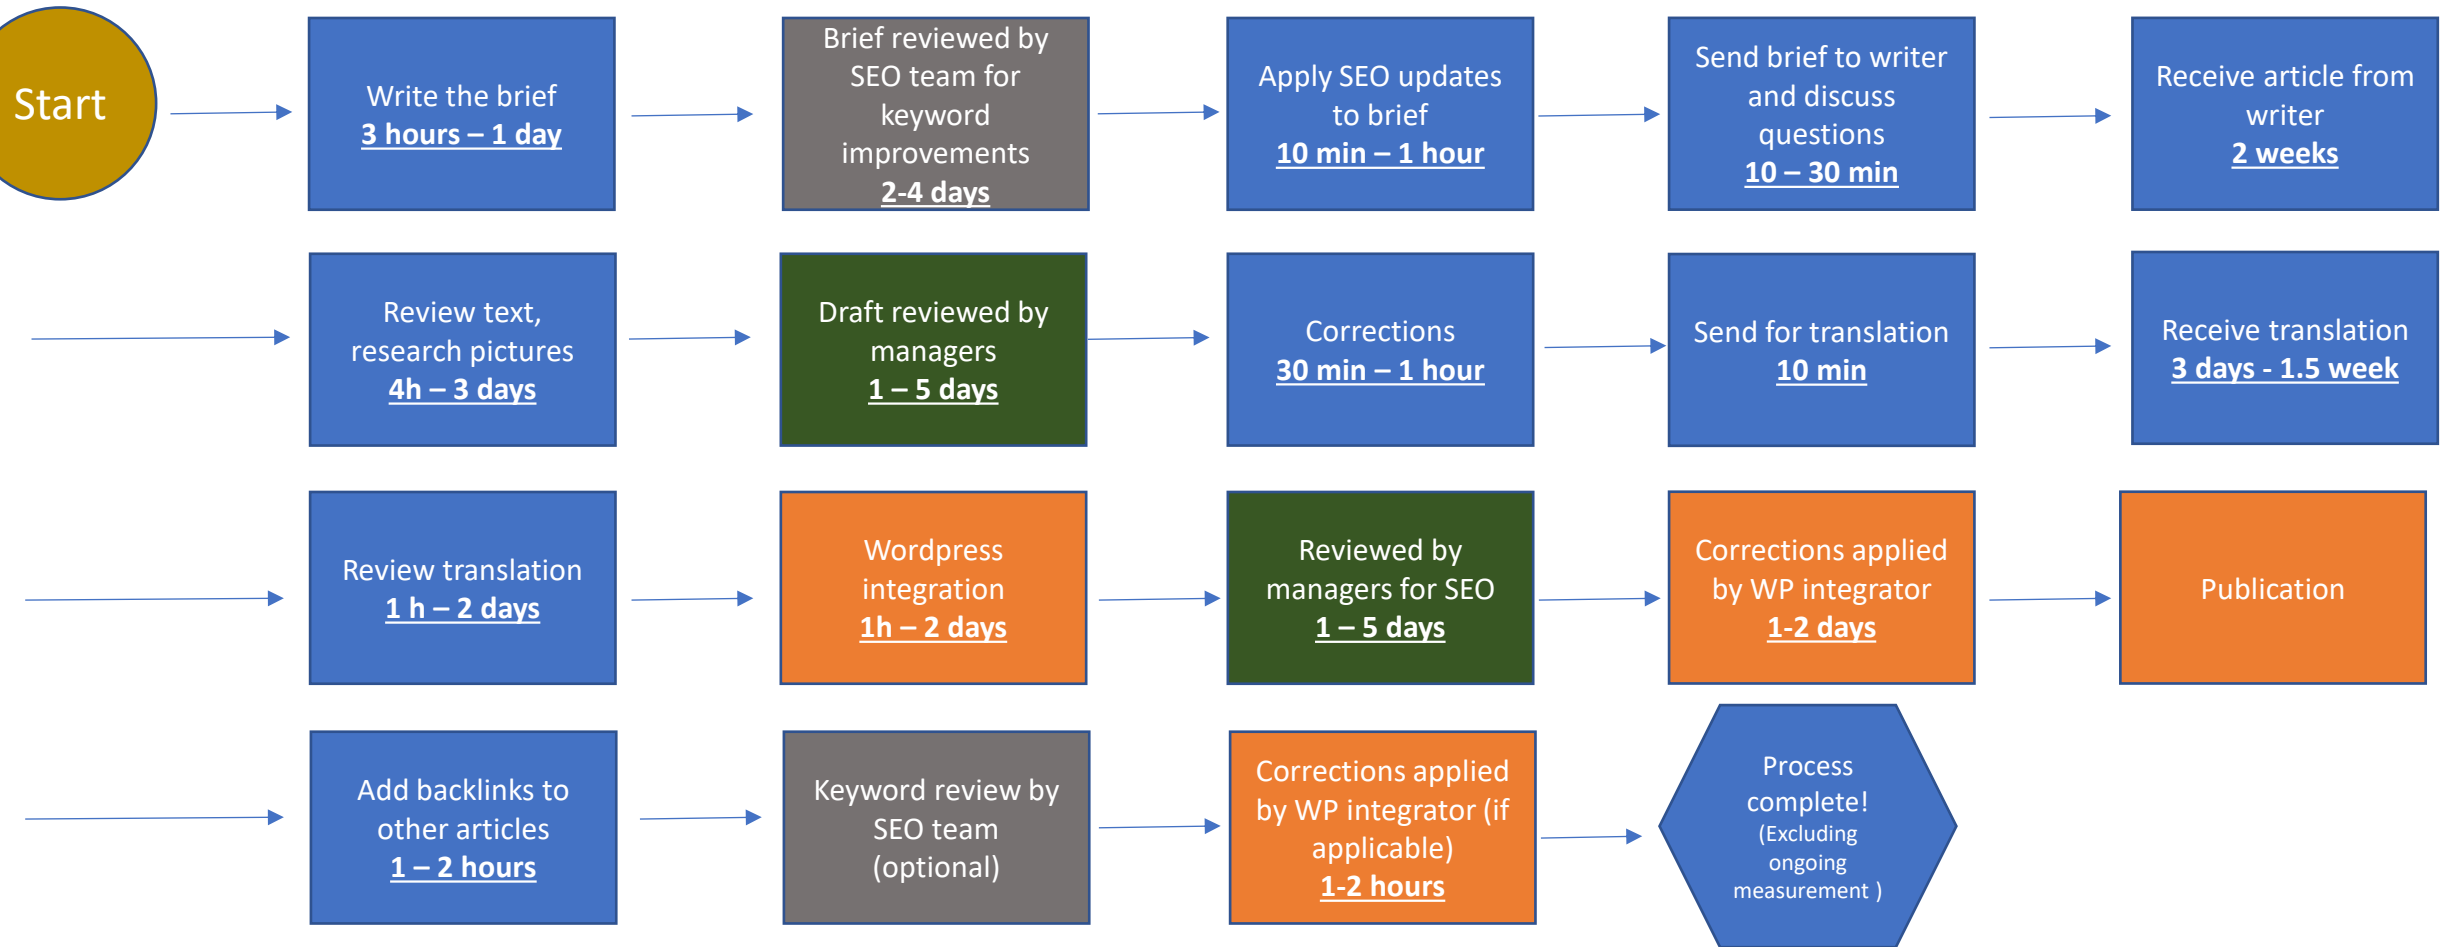 Start
Write the brief
3 hours – 1 day
Brief reviewed by
SEO team for
keyword
improvements
2-4 days
Apply SEO updates
to brief
10 min – 1 hour
Send brief to writer
and discuss
questions
10 – 30 min
Receive article from
writer
2 weeks
Review text,
research pictures
4h – 3 days
Draft reviewed by
managers
1 – 5 days
Corrections
30 min – 1 hour
Send for translation
10 min
Receive translation
3 days - 1.5 week
Review translation
1 h – 2 days
Wordpress
integration
1h – 2 days
Reviewed by
managers for SEO
1 – 5 days
Corrections applied
by WP integrator
1-2 days
Publication
Add backlinks to
other articles
1 – 2 hours
Keyword review by
SEO team
(optional)
Corrections applied
by WP integrator (if
applicable)
1-2 hours
Process
complete!
(Excluding
ongoing
measurement )